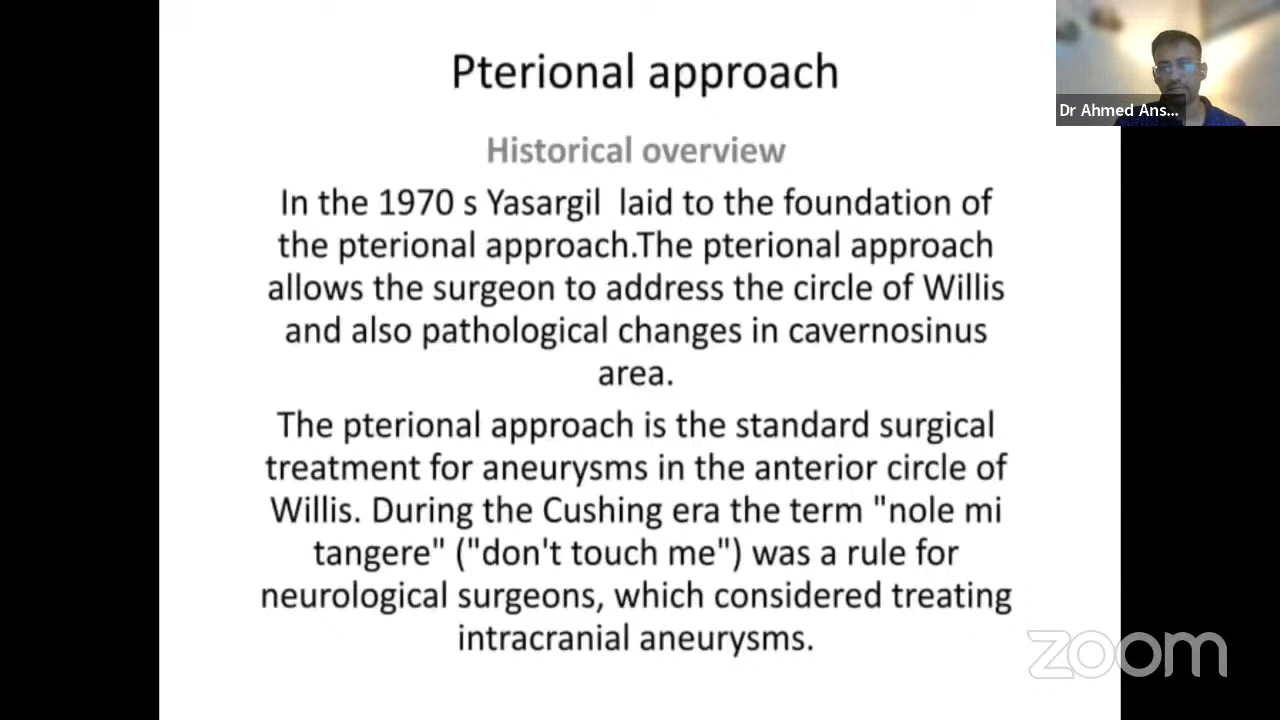 Pterional approach
Dr Ahmed Ans...
Historical overview
In the 1970 s Yasargil laid to the foundation of
the pterional approach.The pterional approach
allows the surgeon to address the circle of Willis
and also pathological changes in cavernosinus
area.
The pterional approach is the standard surgical
treatment for aneurysms in the anterior circle of
Willis. During the Cushing era the term "nole mi
tangere" ("don't touch me") was a rule for
neurological surgeons, which considered treating
intracranial aneurysms.
zoom